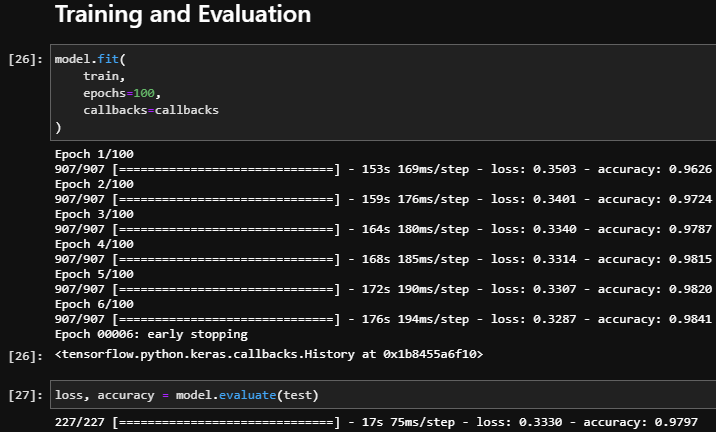 Training and Evaluation
[26]: model.fit(
train,
epochs=100,
callbacks=callbacks
)
Epoch 1/100
907/907 [==============================] - 153s 169ms/step - loss: 0.3503 - accuracy: 0.9626
Epoch 2/100
907/907 [==============================] - 159s 176ms/step - loss: 0.3401 - accuracy: 0.9724
Epoch 3/100
907/907 [==============================] - 164s 180ms/step - loss: 0.3340 - accuracy: 0.9787
Epoch 4/100
907/907 [==============================] - 168s 185ms/step - loss: 0.3314 - accuracy: 0.9815
Epoch 5/100
907/907 [==============================] - 172s 190ms/step - loss: 0.3307 - accuracy: 0.9820
Epoch 6/100
907/907 [==============================] - 176s 194ms/step - loss: 0.3287 - accuracy: 0.9841
Epoch 00006: early stopping
[26]: <tensorflow.python.keras.callbacks.History at 0x1b8455a6f10>
[27]: loss, accuracy = model.evaluate(test)
227/227 [==============================] - 17s 75ms/step - loss: 0.3330 - accuracy: 0.9797